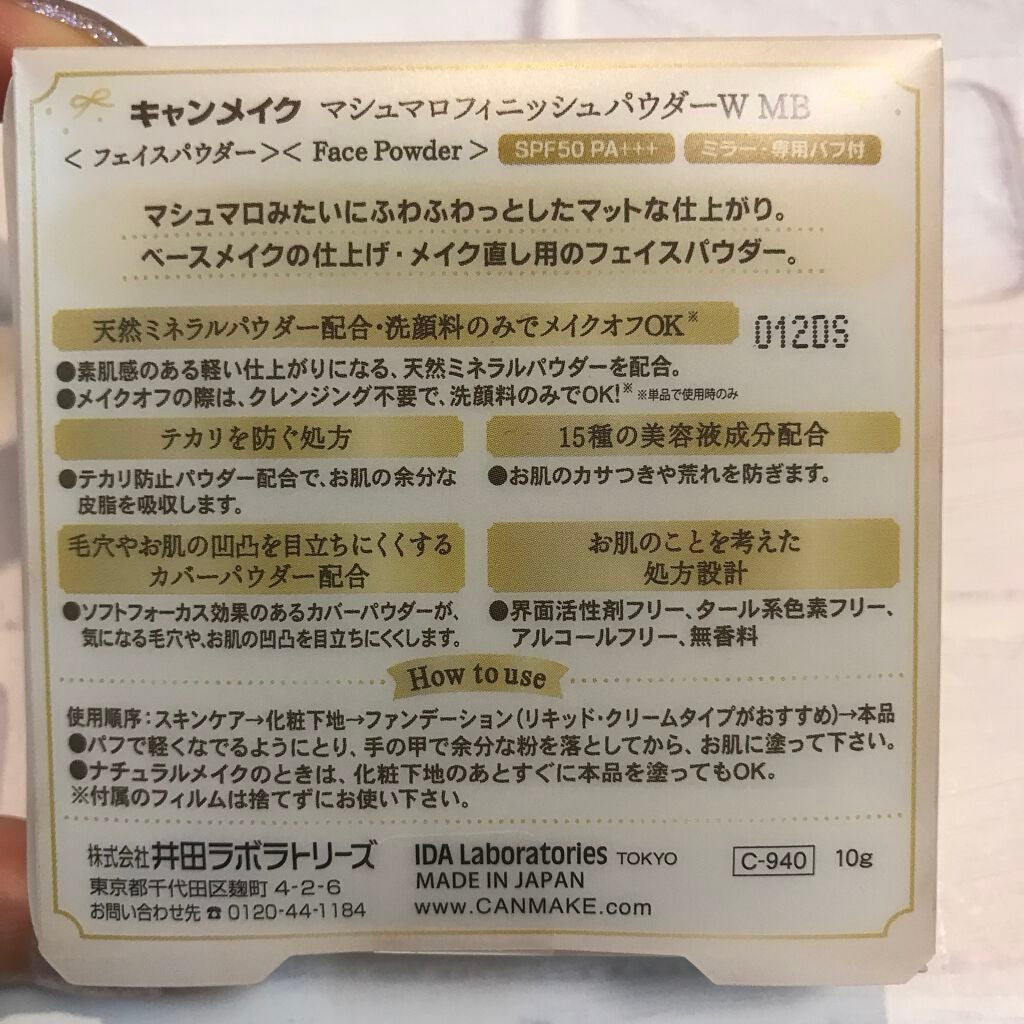 キャンメイク マシュマロフィニッシュパウダーW MB
＜フェイスパウダー＞＜Face Powder＞ SPF50 PA+++ ミラー・専用パフ付
マシュマロみたいにふわふわっとしたマットな仕上がり。
ベースメイクの仕上げ・メイク直し用のフェイスパウダー。
天然ミネラルパウダー配合・洗顔料のみでメイクオフOK※ 012DS
●素肌感のある軽い仕上がりになる、天然ミネラルパウダーを配合。
●メイクオフの際は、クレンジング不要で、洗顔料のみでOK!※ ※単品で使用時のみ
テカリを防ぐ処方
●テカリ防止パウダー配合で、お肌の余分な
皮脂を吸収します。
15種の美容液成分配合
●お肌のカサつきや荒れを防ぎます。
毛穴やお肌の凹凸を目立ちにくくする
カバーパウダー配合
●ソフトフォーカス効果のあるカバーパウダーが、
気になる毛穴や、お肌の凹凸を目立ちにくくします。
お肌のことを考えた
処方設計
●界面活性剤フリー、タール系色素フリー、
アルコールフリー、無香料
How to use
使用順序：スキンケア→化粧下地→ファンデーション(リキッド・クリームタイプがおすすめ)→本品
●パフで軽くなでるようにとり、手の甲で余分な粉を落としてから、お肌に塗って下さい。
●ナチュラルメイクのときは、化粧下地のあとすぐに本品を塗ってもOK。
※付属のフィルムは捨てずにお使い下さい。
株式会社井田ラボラトリーズ
東京都千代田区麹町 4-2-6
お問い合わせ先 ☎ 0120-44-1184
IDA Laboratories TOKYO
MADE IN JAPAN
www.CANMAKE.com
C-940 10g